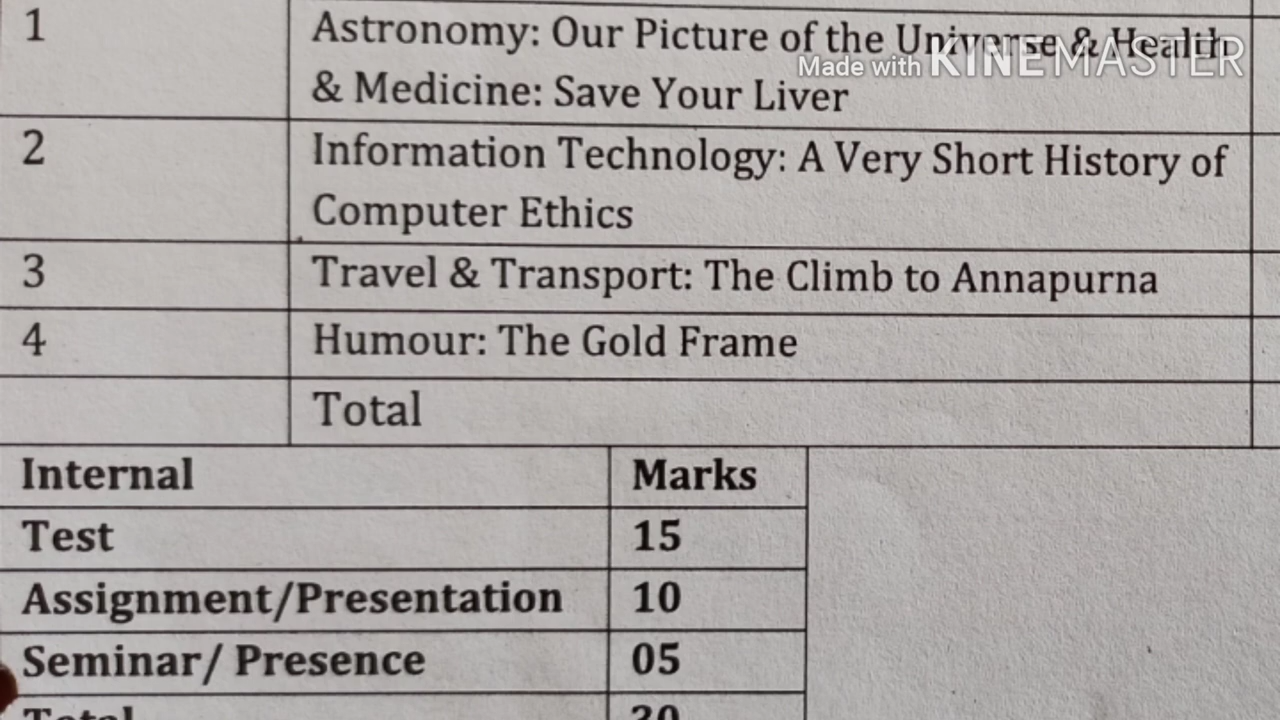 1 Astronomy: Our Picture of the Universe & Health
Made with KINEMASTER
& Medicine: Save Your Liver
2 Information Technology: A Very Short History of
Computer Ethics
3 Travel & Transport: The Climb to Annapurna
4 Humour: The Gold Frame
Total
Internal Marks
Test 15
Assignment/Presentation 10
Seminar/ Presence 05
Total 30